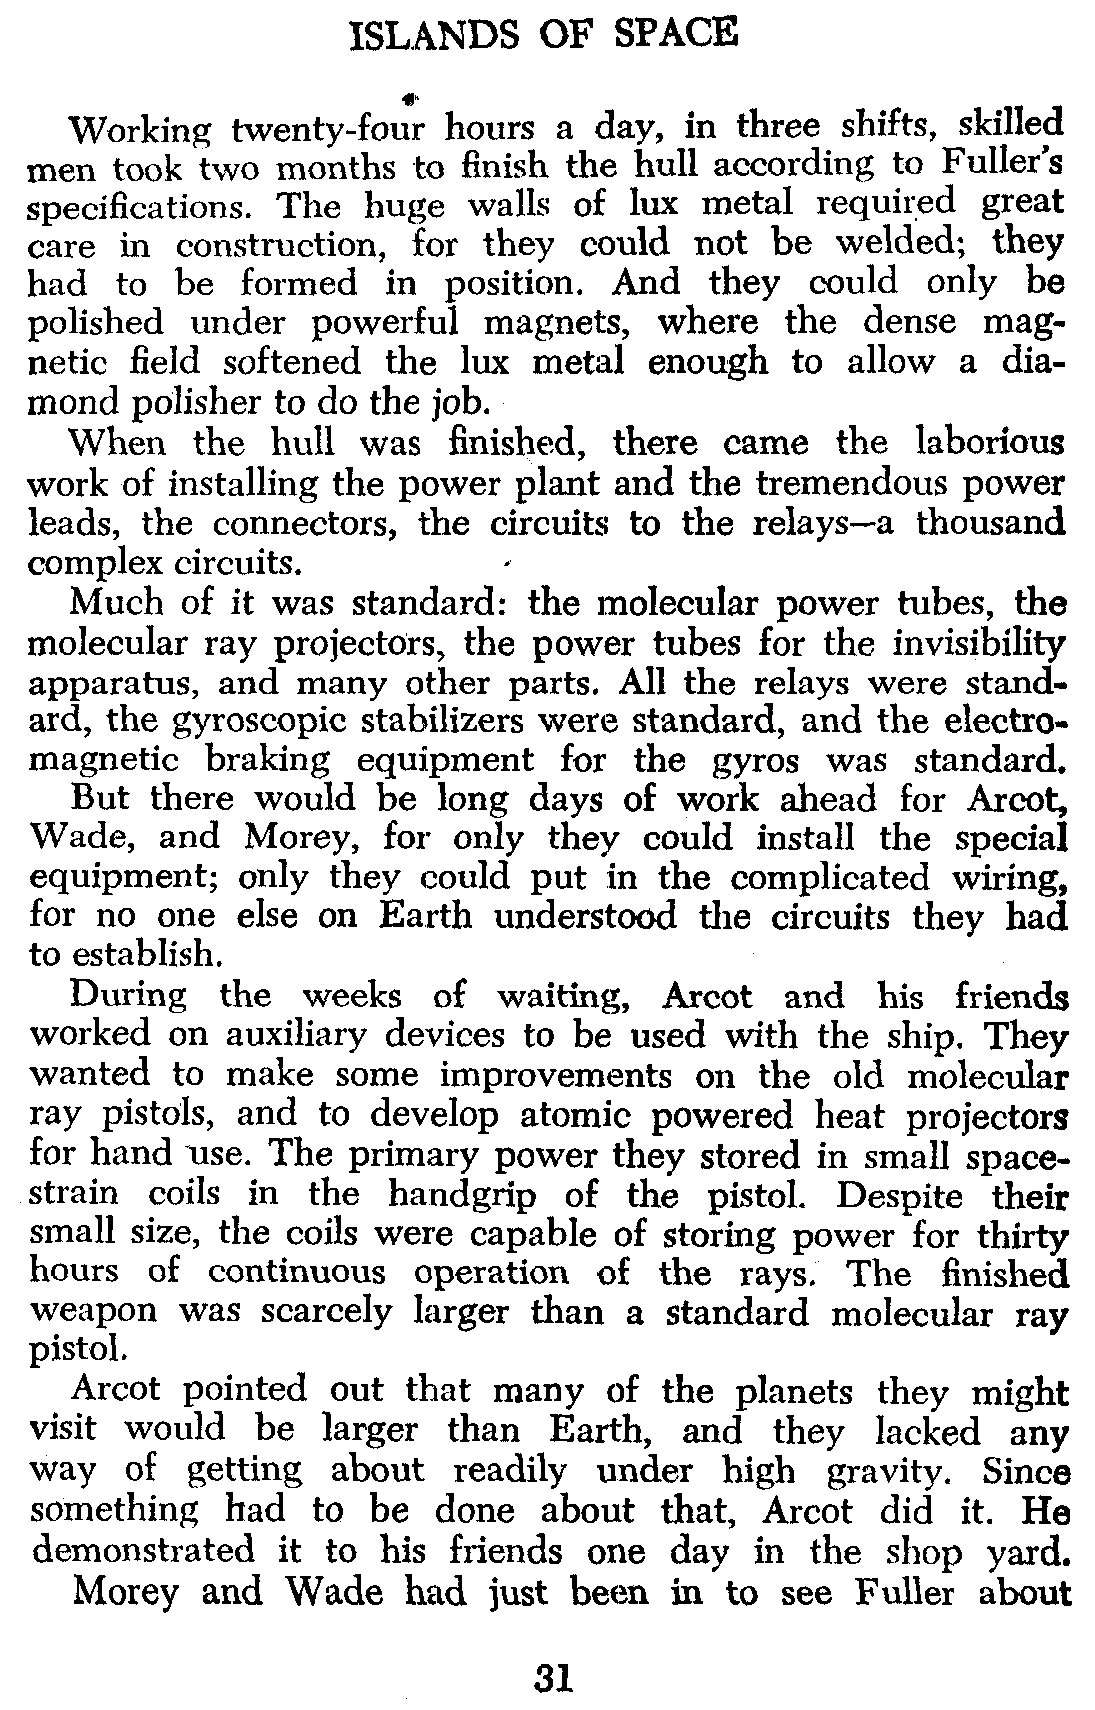 ISLANDS OF SPACE
Working twenty-four hours a day, in three shifts, skilled
men took two months to finish the hull according to Fuller's
specifications. The huge walls of lux metal required great
care in construction, for they could not be welded; they
had to be formed in position. And they could only be
polished under powerful magnets, where the dense mag-
netic field softened the lux metal enough to allow a dia-
mond polisher to do the job.
When the hull was finished, there came the laborious
work of installing the power plant and the tremendous power
leads, the connectors, the circuits to the relays—a thousand
complex circuits.
Much of it was standard: the molecular power tubes, the
molecular ray projectors, the power tubes for the invisibility
apparatus, and many other parts. All the relays were stand-
ard, the gyroscopic stabilizers were standard, and the electro-
magnetic braking equipment for the gyros was standard.
But there would be long days of work ahead for Arcot,
Wade, and Morey, for only they could install the special
equipment; only they could put in the complicated wiring,
for no one else on Earth understood the circuits they had
to establish.
During the weeks of waiting, Arcot and his friends
worked on auxiliary devices to be used with the ship. They
wanted to make some improvements on the old molecular
ray pistols, and to develop atomic powered heat projectors
for hand use. The primary power they stored in small space-
strain coils in the handgrip of the pistol. Despite their
small size, the coils were capable of storing power for thirty
hours of continuous operation of the rays. The finished
weapon was scarcely larger than a standard molecular ray
pistol.
Arcot pointed out that many of the planets they might
visit would be larger than Earth, and they lacked any
way of getting about readily under high gravity. Since
something had to be done about that, Arcot did it. He
demonstrated it to his friends one day in the shop yard.
Morey and Wade had just been in to see Fuller about
31